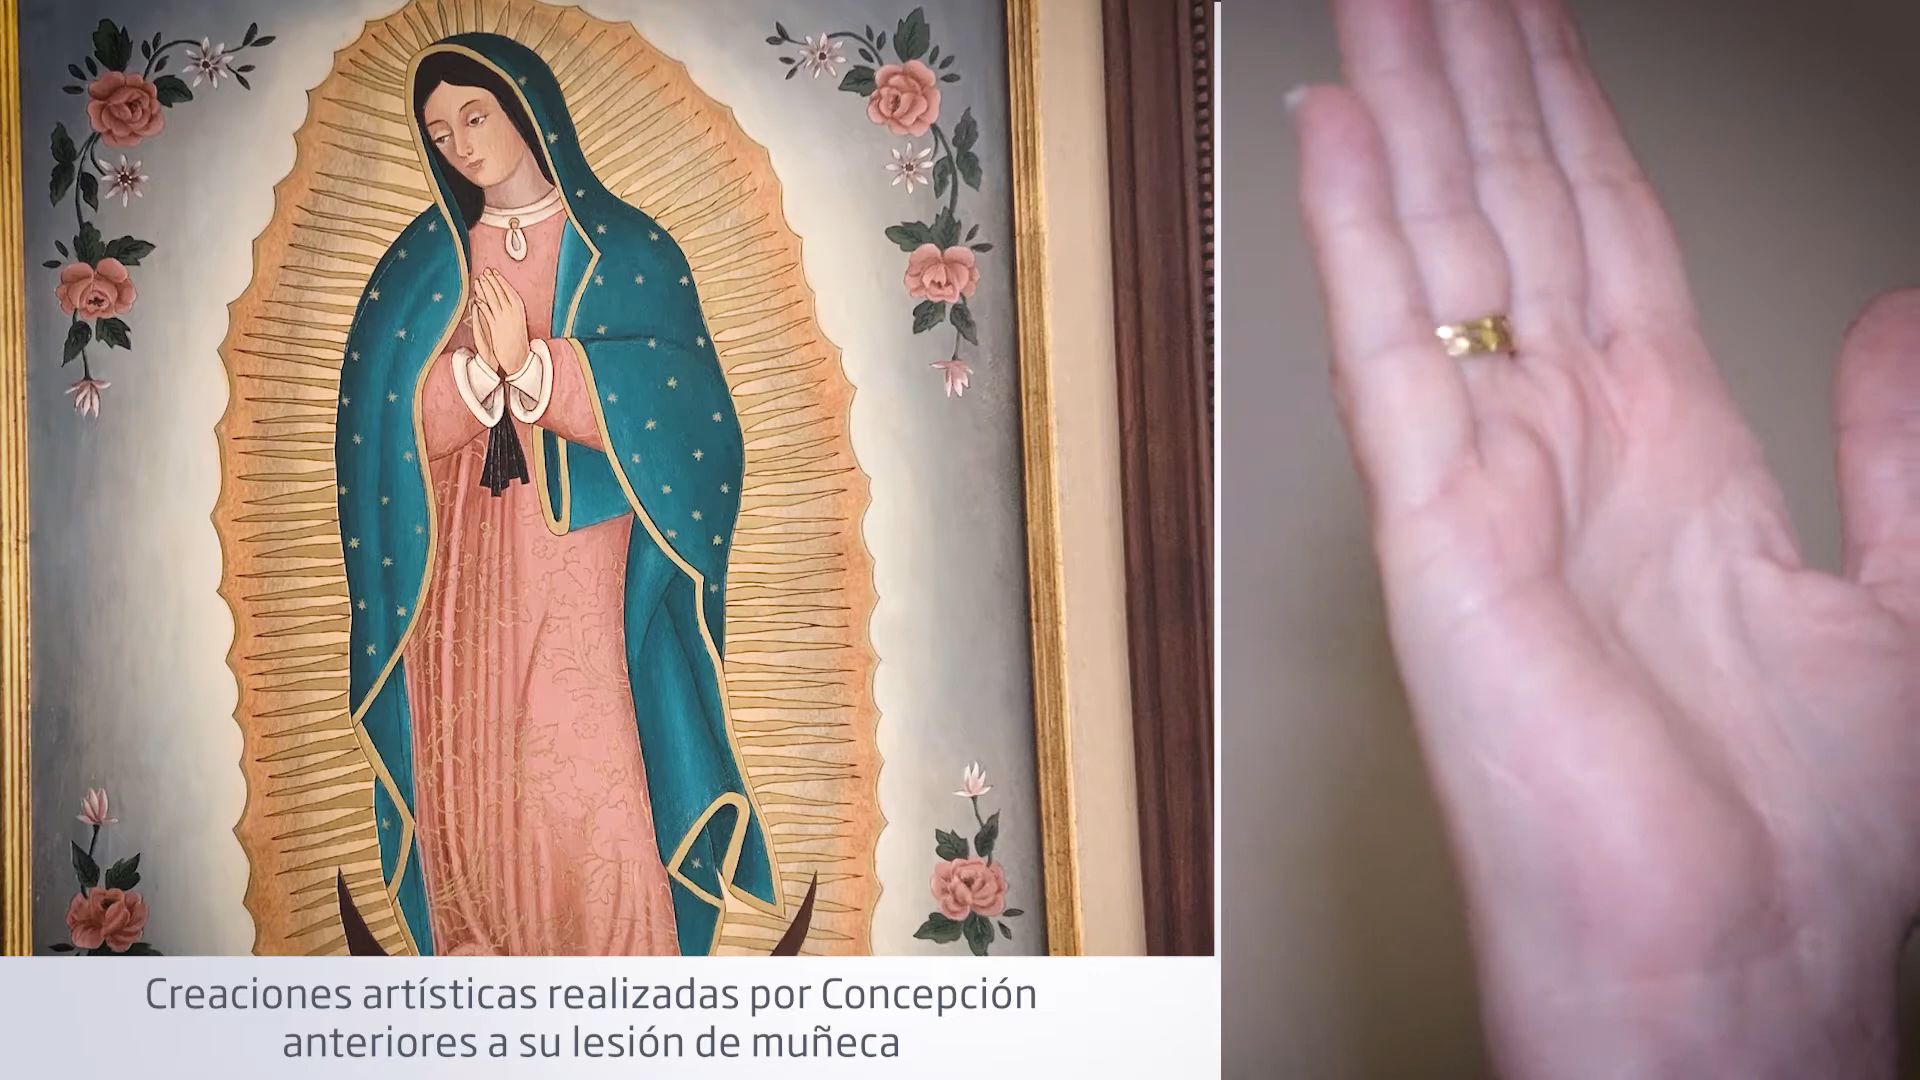 Creaciones artísticas realizadas por Concepción
anteriores a su lesión de muñeca